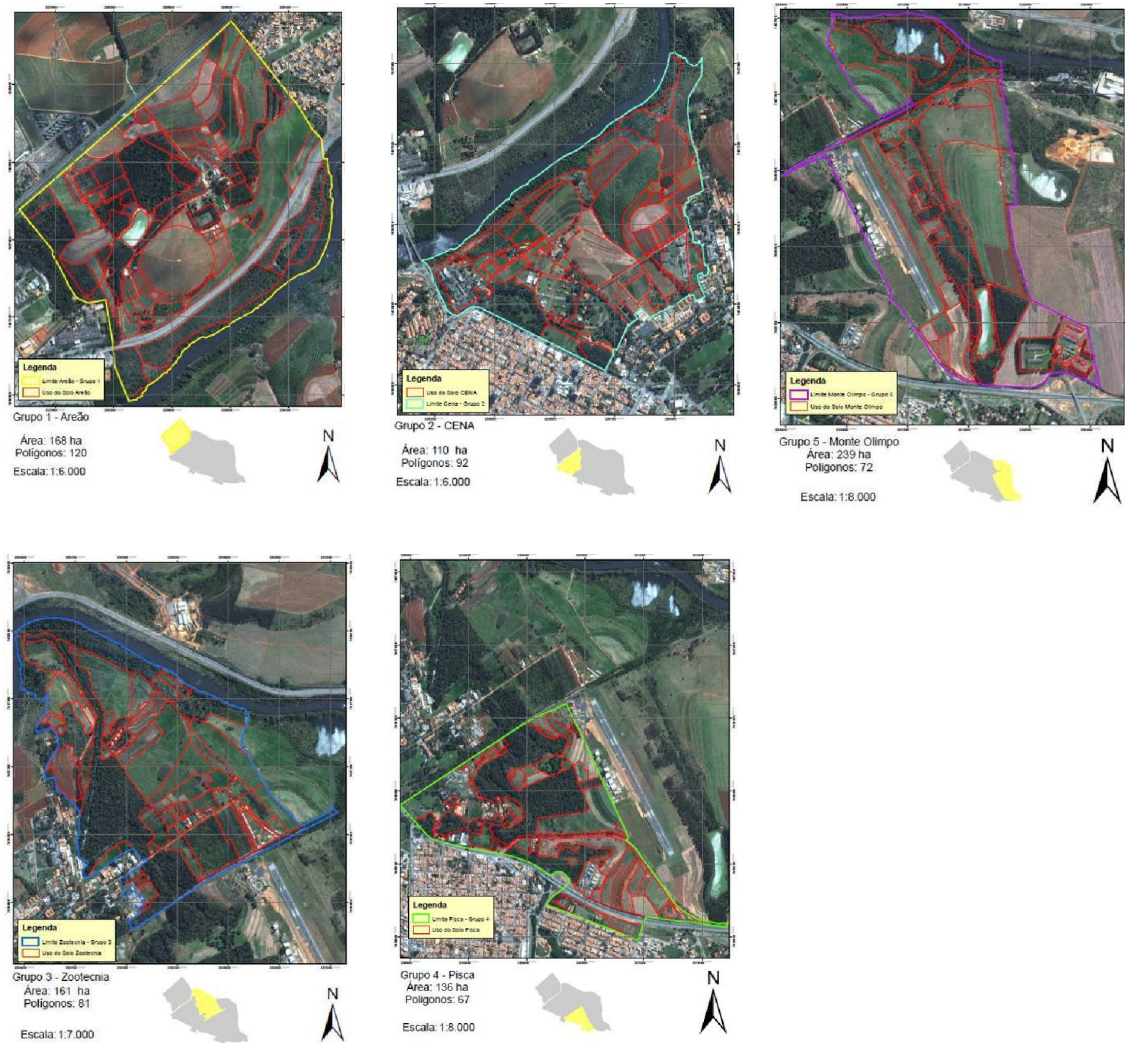 Legenda
Limite Areão - Grupo 1
Uso do Solo Areão
Grupo 1 - Areão
Área: 168 ha
Polígonos: 120
Escala: 1:6.000
N
Legenda
Uso do Solo CENA
Limite Cena - Grupo 2
Grupo 2 - CENA
Área: 110 ha
Polígonos: 92
Escala: 1:6.000
N
Legenda
Limite Monte Olimpo - Grupo 5
Uso do Solo Monte Olimpo
Grupo 5 - Monte Olimpo
Área: 239 ha
Polígonos: 72
Escala: 1:8.000
N
Legenda
Limite Zootecnia - Grupo 3
Uso do Solo Zootecnia
Grupo 3 - Zootecnia
Área: 161 ha
Polígonos: 81
Escala: 1:7.000
N
Legenda
Limite Pisca - Grupo 4
Uso do Solo Pisca
Grupo 4 - Pisca
Área: 136 ha
Polígonos: 67
Escala: 1:8.000
N